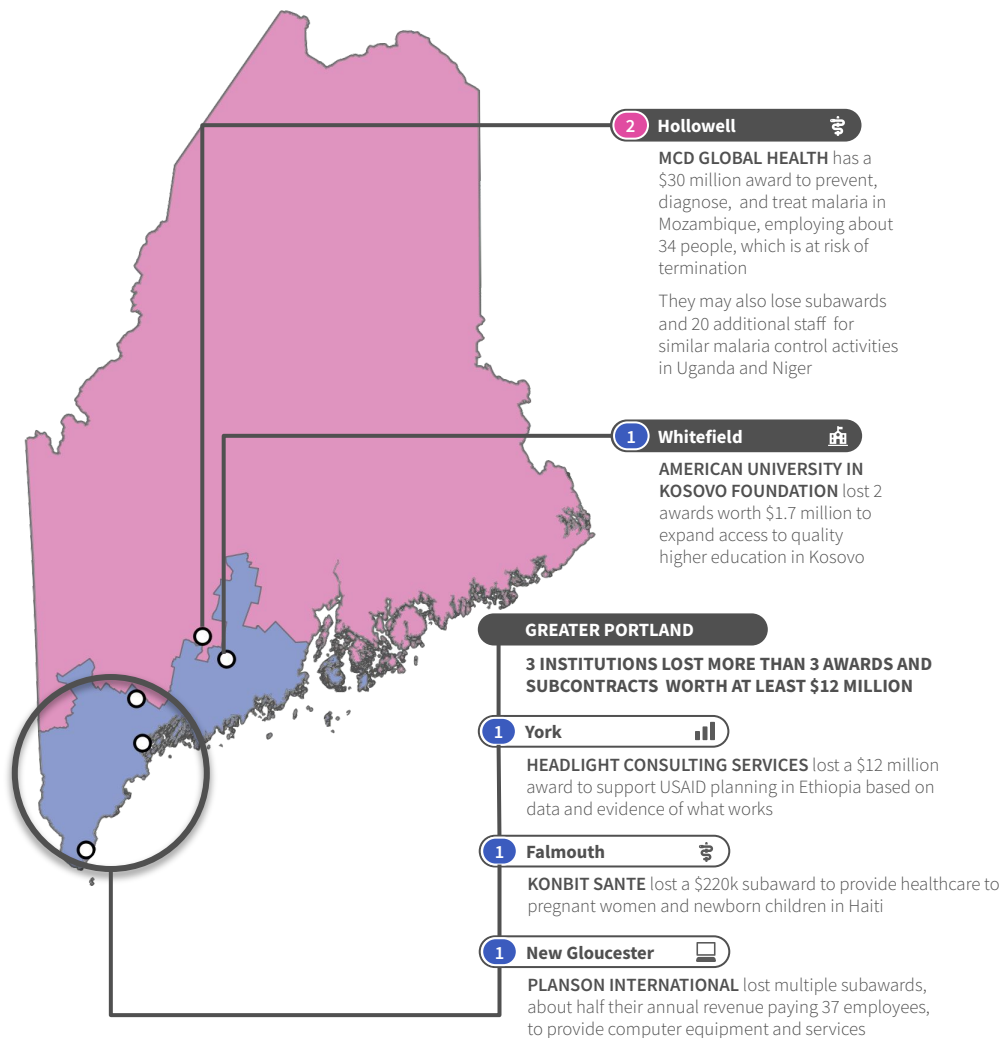 2 Hollowell
MCD GLOBAL HEALTH has a
$30 million award to prevent,
diagnose, and treat malaria in
Mozambique, employing about
34 people, which is at risk of
termination
They may also lose subawards
and 20 additional staff for
similar malaria control activities
in Uganda and Niger
1 Whitefield
AMERICAN UNIVERSITY IN
KOSOVO FOUNDATION lost 2
awards worth $1.7 million to
expand access to quality
higher education in Kosovo
GREATER PORTLAND
3 INSTITUTIONS LOST MORE THAN 3 AWARDS AND
SUBCONTRACTS WORTH AT LEAST $12 MILLION
1 York
HEADLIGHT CONSULTING SERVICES lost a $12 million
award to support USAID planning in Ethiopia based on
data and evidence of what works
1 Falmouth
KONBIT SANTE lost a $220k subaward to provide healthcare to
pregnant women and newborn children in Haiti
1 New Gloucester
PLANSON INTERNATIONAL lost multiple subawards,
about half their annual revenue paying 37 employees,
to provide computer equipment and services